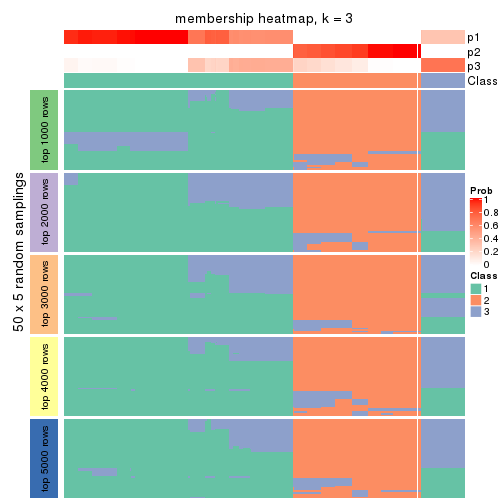 membership heatmap, k = 3
p1
p2
p3
Class
50 x 5 random samplings
top 1000 rows
top 2000 rows
top 3000 rows
top 4000 rows
top 5000 rows
Prob
1
0.8
0.6
0.4
0.2
0
Class
1
2
3